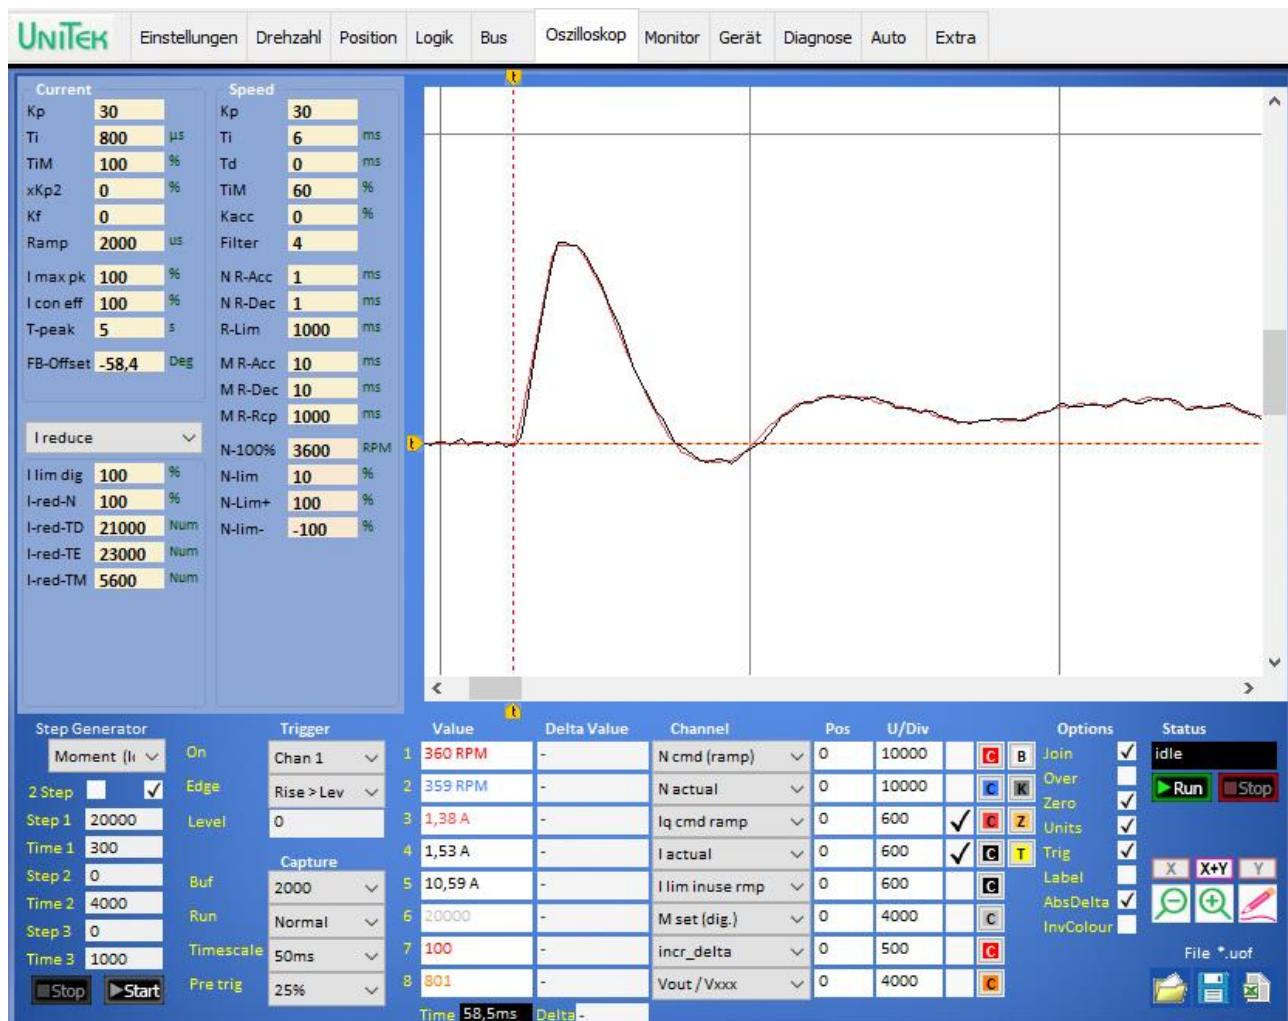 UNITEK Einstellungen Drehzahl Position Logik Bus Oszilloskop Monitor Gerät Diagnose Auto Extra
Current
Kp 30
Ti 800 µs
TiM 100 %
xKp2 0 %
Kf 0
Ramp 2000 us
I max pk 100 %
I con eff 100 %
T-peak 5 s
FB-Offset -58,4 Deg
I reduce
I lim dig 100 %
I-red-N 100 %
I-red-TD 21000 Num
I-red-TE 23000 Num
I-red-TM 5600 Num
Speed
Kp 30
Ti 6 ms
Td 0 ms
TiM 60 %
Kacc 0 %
Filter 4
N R-Acc 1 ms
N R-Dec 1 ms
R-Lim 1000 ms
M R-Acc 10 ms
M R-Dec 10 ms
M R-Rcp 1000 ms
N-100% 3600 RPM
N-lim 10 %
N-Lim+ 100 %
N-lim- -100 %
t
t
t
Step Generator
Moment (I
2 Step
Step 1 20000
Time 1 300
Step 2 0
Time 2 4000
Step 3 0
Time 3 1000
Stop Start
Trigger
On Chan 1
Edge Rise > Lev
Level 0
Capture
Buf 2000
Run Normal
Timescale 50ms
Pre trig 25%
Value Delta Value Channel Pos U/Div
1 360 RPM - N cmd (ramp) 0 10000 C B
2 359 RPM - N actual 0 10000 C K
3 1,38 A - Iq cmd ramp 0 600 C Z
4 1,53 A - I actual 0 600 C T
5 10,59 A - I lim inuse rmp 0 600 C
6 20000 - M set (dig.) 0 4000 C
7 100 - incr_delta 0 500 C
8 801 - Vout / Vxxx 0 4000 C
Time 58,5ms Delta -
Options
Join
Over
Zero
Units
Trig
Label
AbsDelta
InvColour
Status
idle
Run Stop
X X+Y Y
File *.uof